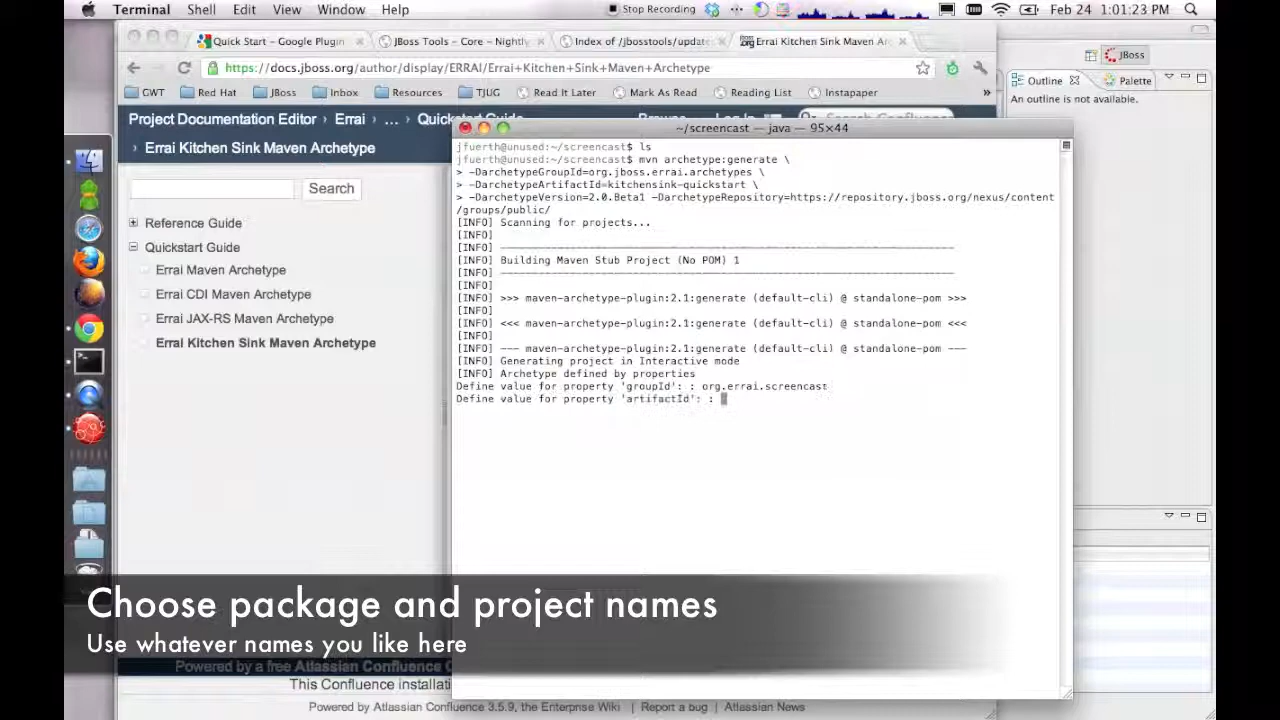 Terminal Shell Edit View Window Help Stop Recording Feb 24 1:01:23 PM
Quick Start – Google Plugin JBoss Tools – Core – Nightly Index of /jbosstools/update Errai Kitchen Sink Maven Arc
https://docs.jboss.org/author/display/ERRAI/Errai+Kitchen+Sink+Maven+Archetype
GWT Red Hat JBoss Inbox Resources TJUG Read It Later Mark As Read Reading List Instapaper »
JBoss
Outline Palette
An outline is not available.
Project Documentation Editor › Errai › … › Quickstart Guide
› Errai Kitchen Sink Maven Archetype
Search
Reference Guide
Quickstart Guide
Errai Maven Archetype
Errai CDI Maven Archetype
Errai JAX-RS Maven Archetype
Errai Kitchen Sink Maven Archetype
~/screencast — java — 95×44
jfuerth@unused:~/screencast$ ls
jfuerth@unused:~/screencast$ mvn archetype:generate \
> -DarchetypeGroupId=org.jboss.errai.archetypes \
> -DarchetypeArtifactId=kitchensink-quickstart \
> -DarchetypeVersion=2.0.Beta1 -DarchetypeRepository=https://repository.jboss.org/nexus/content
/groups/public/
[INFO] Scanning for projects...
[INFO]
[INFO] ------------------------------------------------------------------------
[INFO] Building Maven Stub Project (No POM) 1
[INFO] ------------------------------------------------------------------------
[INFO]
[INFO] >>> maven-archetype-plugin:2.1:generate (default-cli) @ standalone-pom >>>
[INFO]
[INFO] <<< maven-archetype-plugin:2.1:generate (default-cli) @ standalone-pom <<<
[INFO]
[INFO] --- maven-archetype-plugin:2.1:generate (default-cli) @ standalone-pom ---
[INFO] Generating project in Interactive mode
[INFO] Archetype defined by properties
Define value for property 'groupId': : org.errai.screencast
Define value for property 'artifactId': :
Choose package and project names
Use whatever names you like here
Powered by a free Atlassian Confluence
This Confluence installati
Powered by Atlassian Confluence 3.5.9, the Enterprise Wiki | Report a bug | Atlassian News